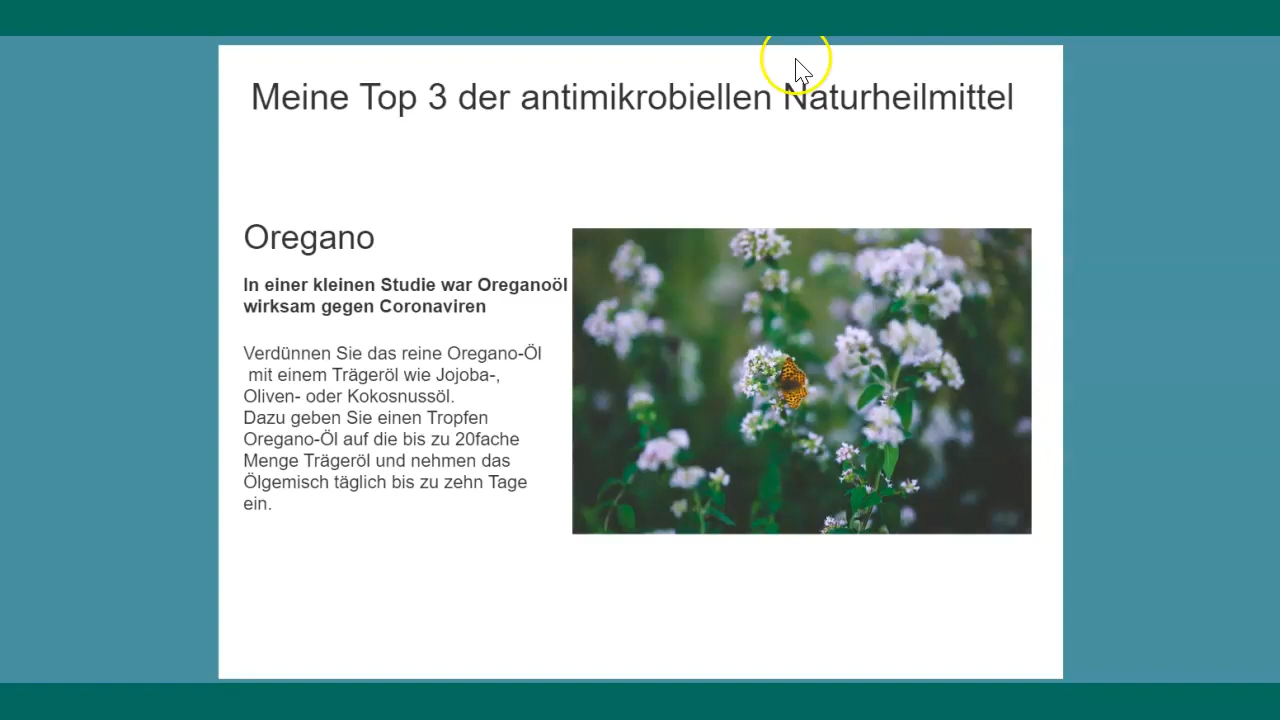 Meine Top 3 der antimikrobiellen Naturheilmittel
Oregano
In einer kleinen Studie war Oreganoöl
wirksam gegen Coronaviren
Verdünnen Sie das reine Oregano-Öl
mit einem Trägeröl wie Jojoba-,
Oliven- oder Kokosnussöl.
Dazu geben Sie einen Tropfen
Oregano-Öl auf die bis zu 20fache
Menge Trägeröl und nehmen das
Ölgemisch täglich bis zu zehn Tage
ein.